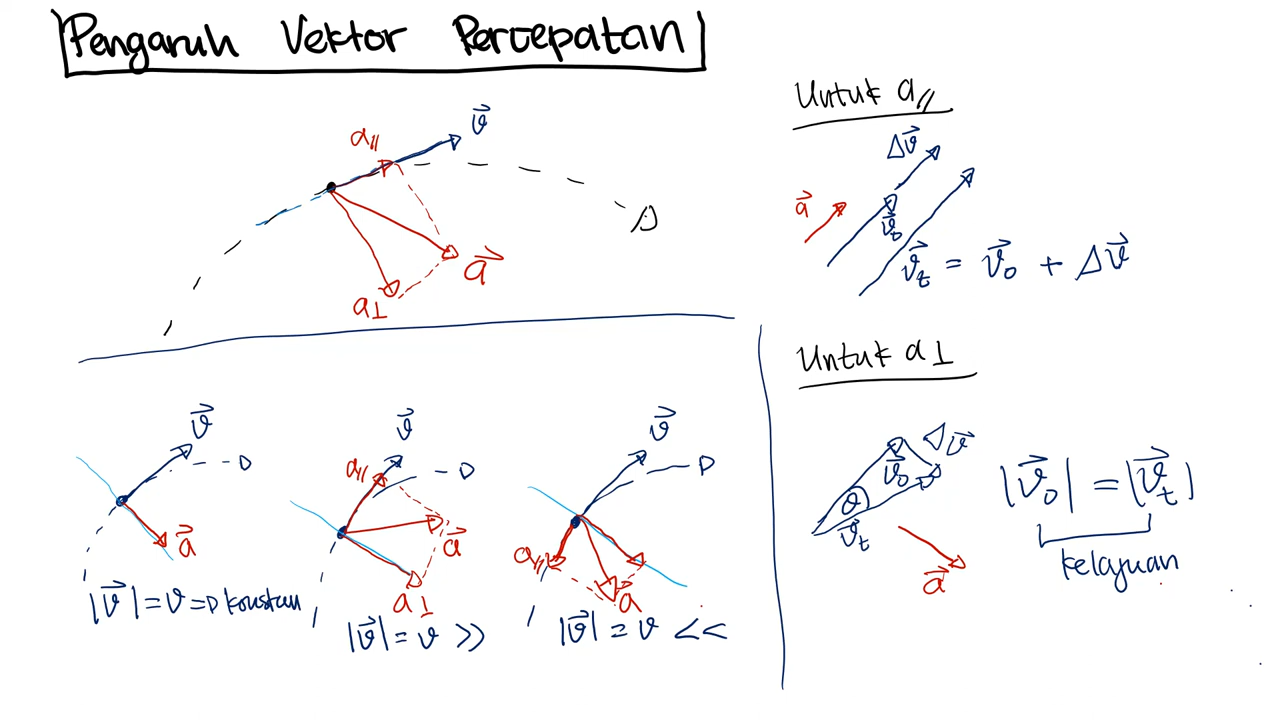 Pengaruh Vektor Percepatan
v⃗
a∥
a⃗
a⊥
Untuk a∥
Δv⃗
a⃗
v⃗₀
v⃗ₜ = v⃗₀ + Δv⃗
Untuk a⊥
Δv⃗
v⃗₀
θ
v⃗ₜ
a⃗
|v⃗₀| = |v⃗ₜ|
kelajuan
v⃗
a⃗
|v⃗| = v => konstan
v⃗
a∥
a⃗
a⊥
|v⃗| = v >>
v⃗
a∥
a⃗
|v⃗| = v <<